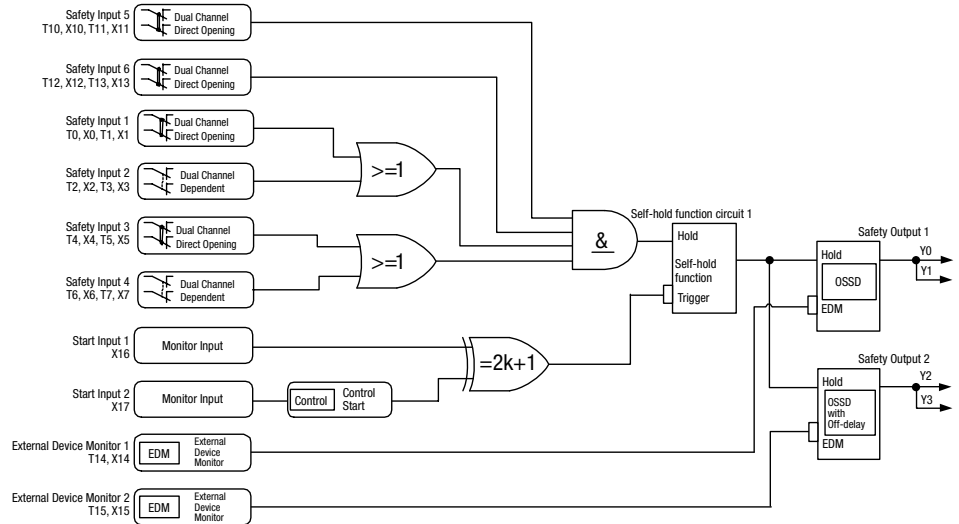 Safety Input 5
T10, X10, T11, X11
Dual Channel
Direct Opening
Safety Input 6
T12, X12, T13, X13
Dual Channel
Direct Opening
Safety Input 1
T0, X0, T1, X1
Dual Channel
Direct Opening
Safety Input 2
T2, X2, T3, X3
Dual Channel
Dependent
>=1
Safety Input 3
T4, X4, T5, X5
Dual Channel
Direct Opening
Safety Input 4
T6, X6, T7, X7
Dual Channel
Dependent
>=1
&
Self-hold function circuit 1
Hold
Self-hold
function
Trigger
Safety Output 1
Hold
OSSD
EDM
Y0
Y1
Start Input 1
X16
Monitor Input
Start Input 2
X17
Monitor Input
Control
Control
Start
=2k+1
Safety Output 2
Hold
OSSD
with
Off-delay
EDM
Y2
Y3
External Device Monitor 1
T14, X14
EDM
External
Device
Monitor
External Device Monitor 2
T15, X15
EDM
External
Device
Monitor